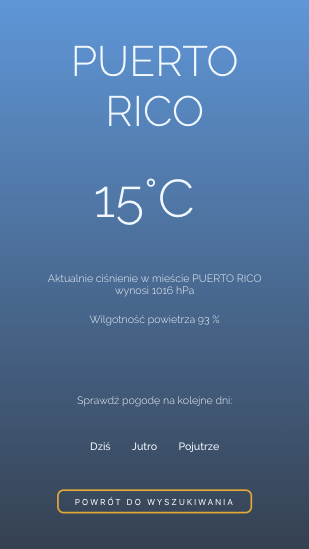 PUERTO
RICO
15°C
Aktualnie ciśnienie w mieście PUERTO RICO
wynosi 1016 hPa
Wilgotność powietrza 93 %
Sprawdź pogodę na kolejne dni:
Dziś Jutro Pojutrze
POWRÓT DO WYSZUKIWANIA